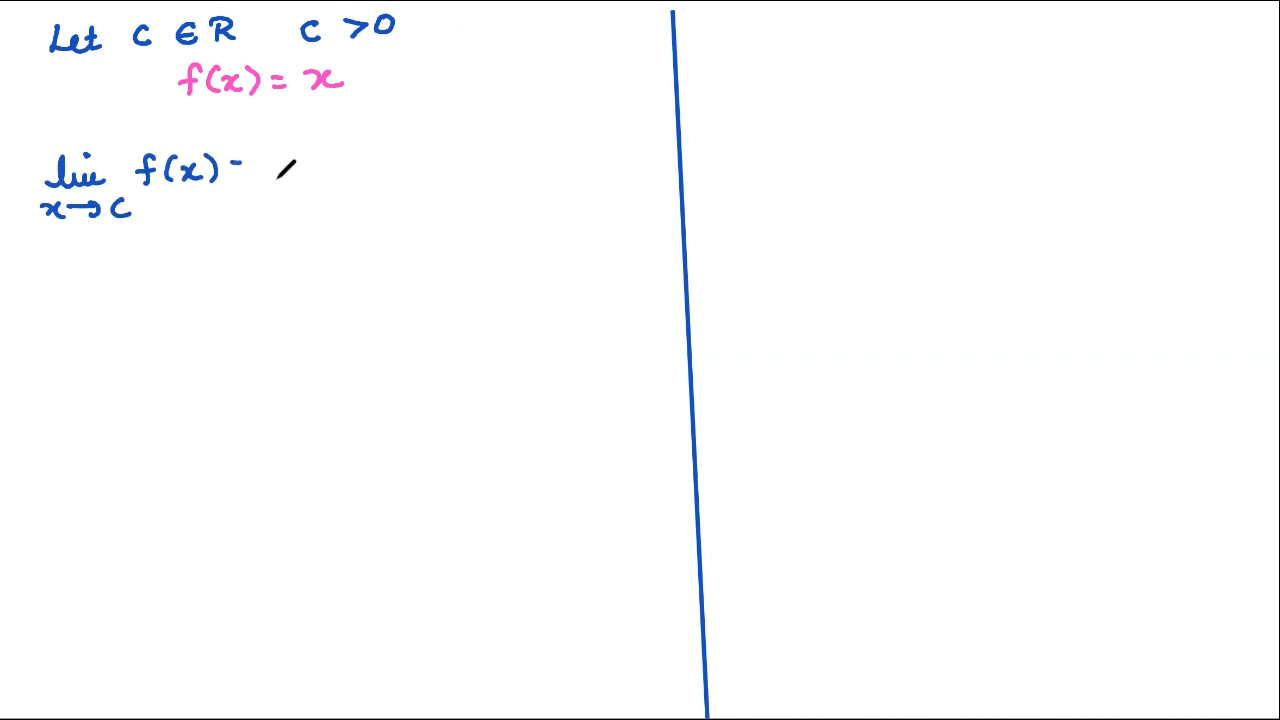 Let C ∈ R C > 0
f(x) = x
lim f(x) -
x → C